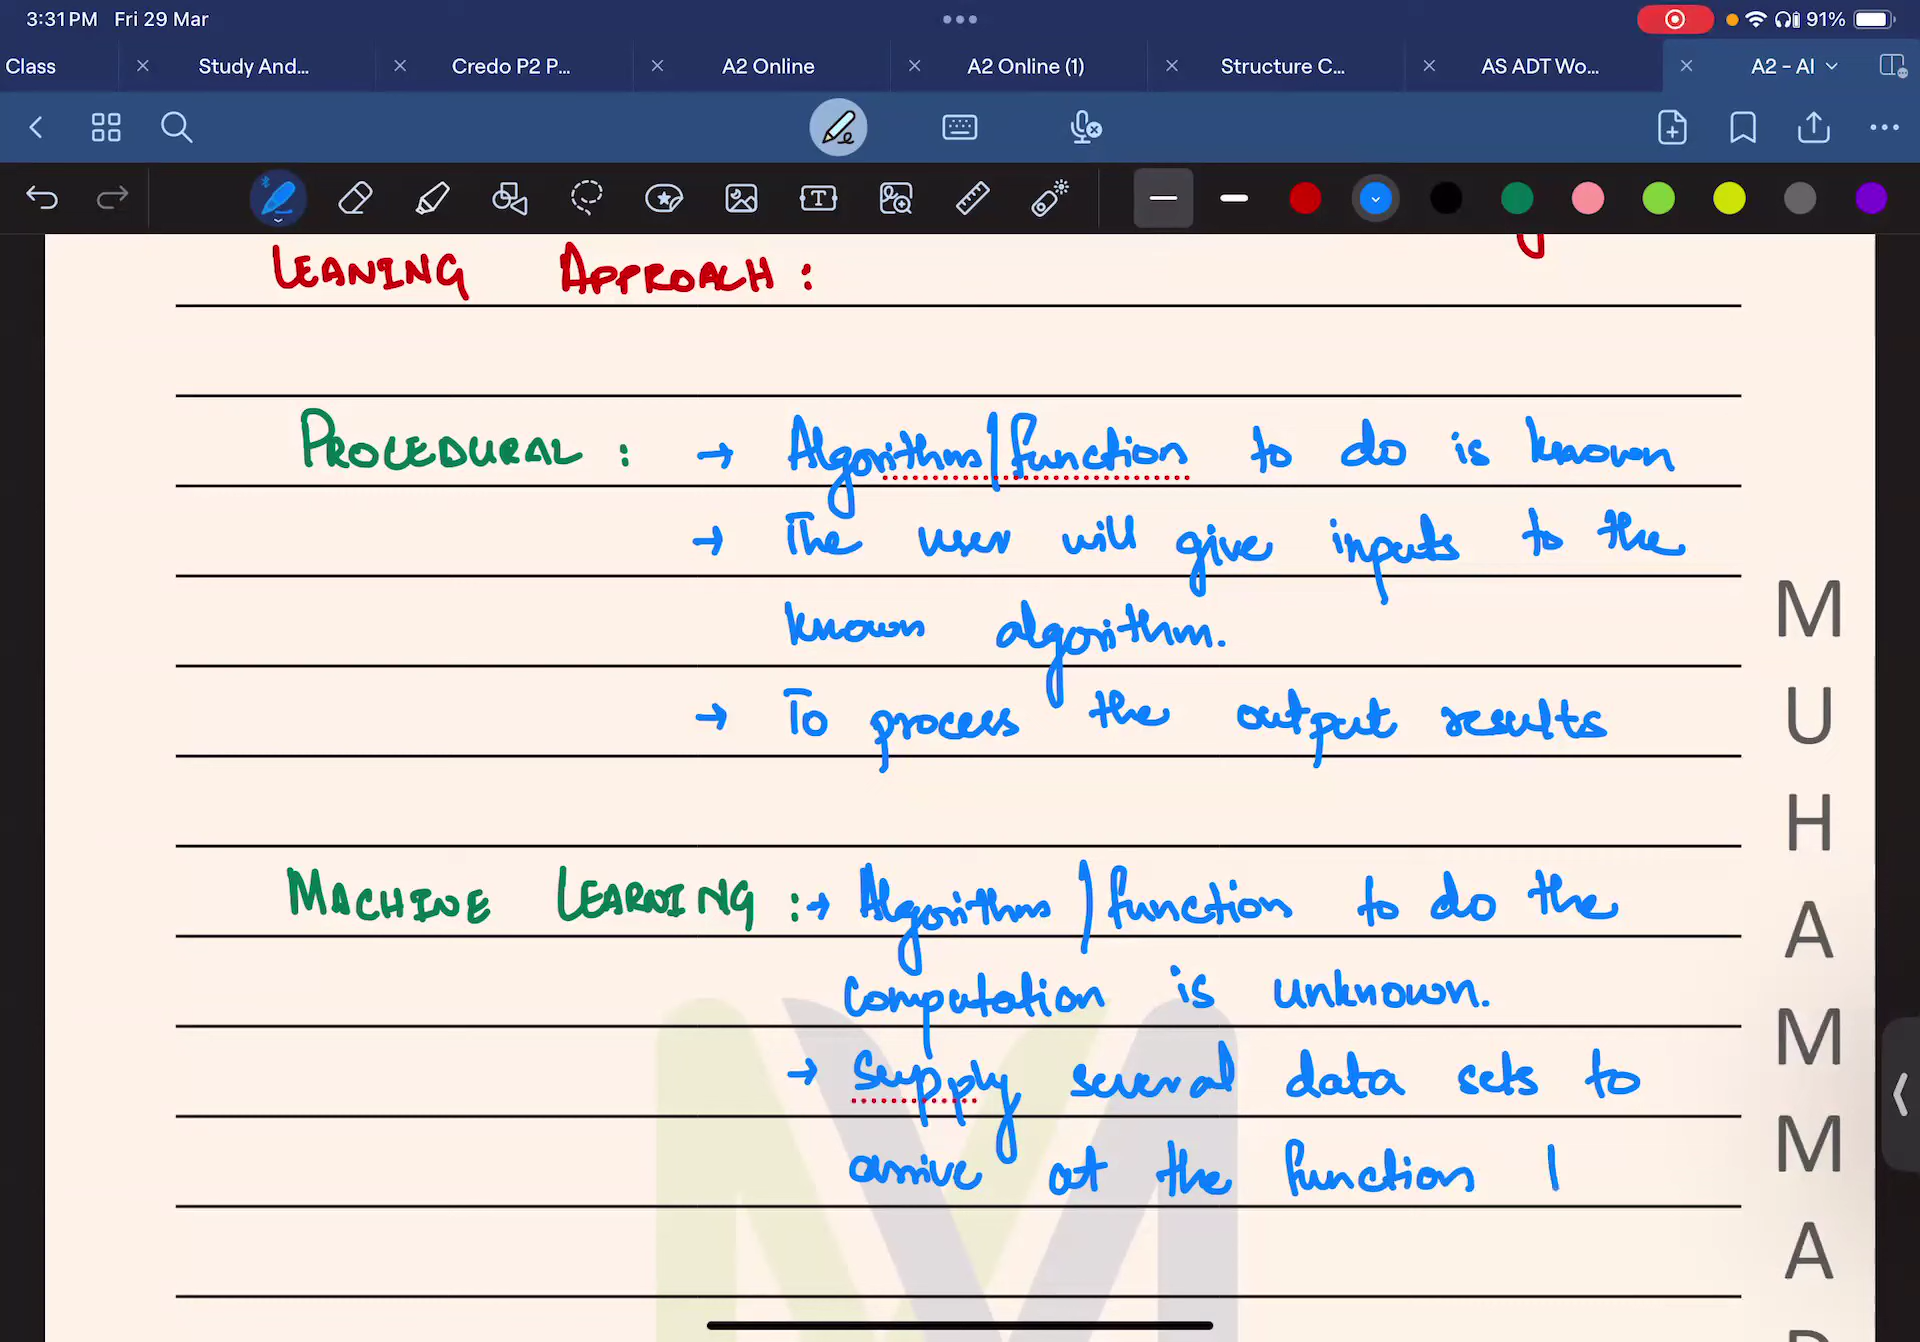 3:31 PM Fri 29 Mar 91%
Class Study And... Credo P2 P... A2 Online A2 Online (1) Structure C... AS ADT Wo... A2 - AI
LEANING APPROACH :
PROCEDURAL : → Algorithms/function to do is known
→ The user will give inputs to the
known algorithm.
→ To process the output results
MACHINE LEARNING : → Algorithms / function to do the
computation is unknown.
→ Supply several data sets to
arrive at the function /
M
U
H
A
M
M
A